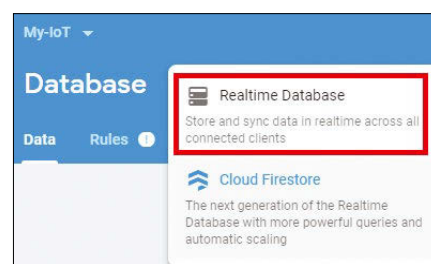 My-IoT
Database
Data Rules
Realtime Database
Store and sync data in realtime across all
connected clients
Cloud Firestore
The next generation of the Realtime
Database with more powerful queries and
automatic scaling